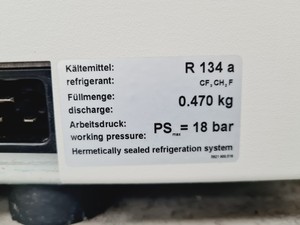 Kältemittel: R 134 a
refrigerant: CF₃CH₂F
Füllmenge: 0.470 kg
discharge:
Arbeitsdruck: PSmax = 18 bar
working pressure:
Hermetically sealed refrigeration system